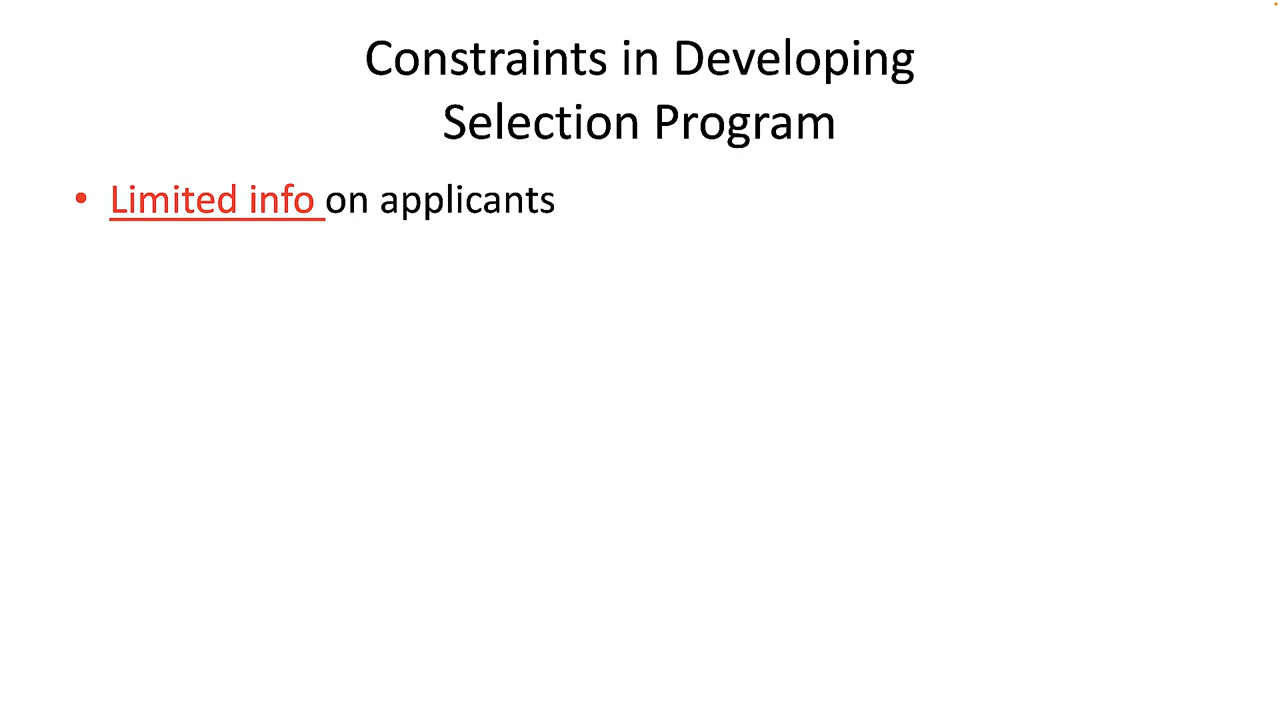 Constraints in Developing
Selection Program
• Limited info on applicants